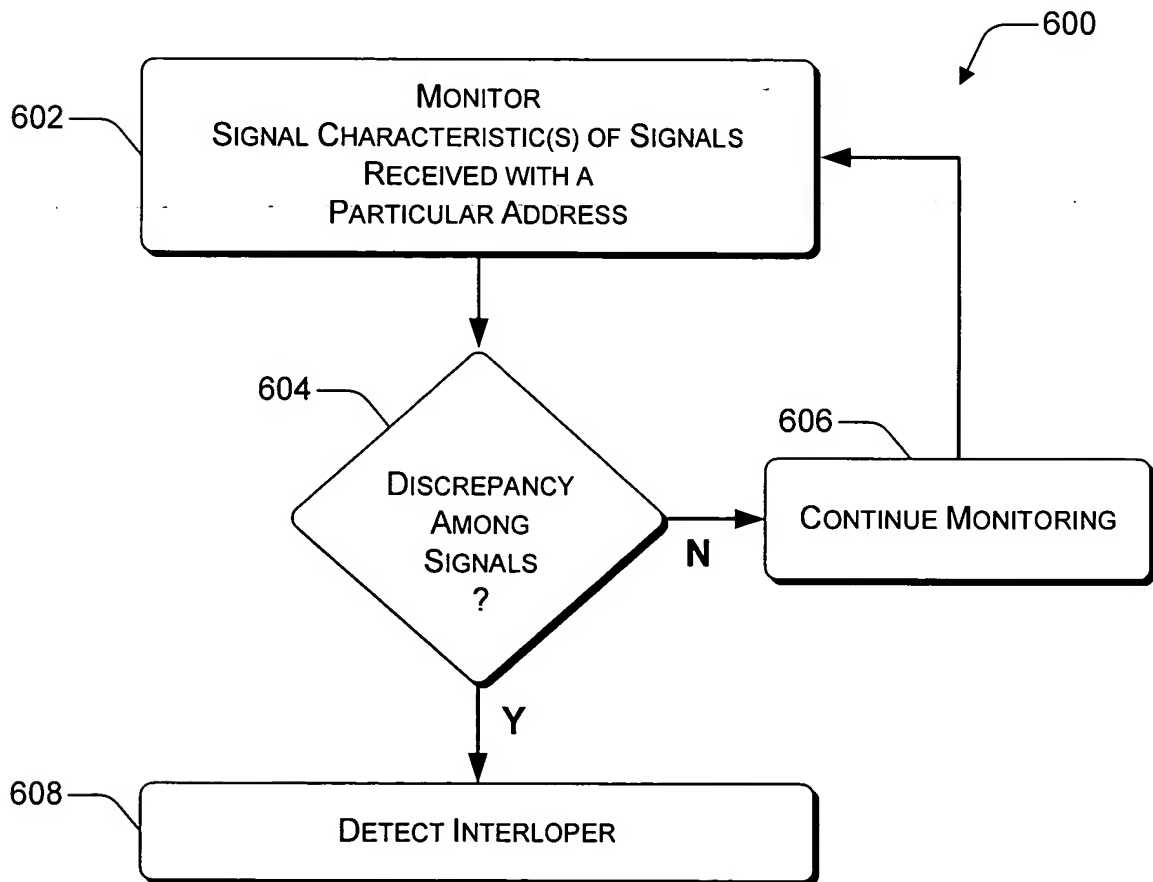 600
602
MONITOR
SIGNAL CHARACTERISTIC(S) OF SIGNALS
RECEIVED WITH A
PARTICULAR ADDRESS
604
DISCREPANCY
AMONG
SIGNALS
?
N
606
CONTINUE MONITORING
Y
608
DETECT INTERLOPER